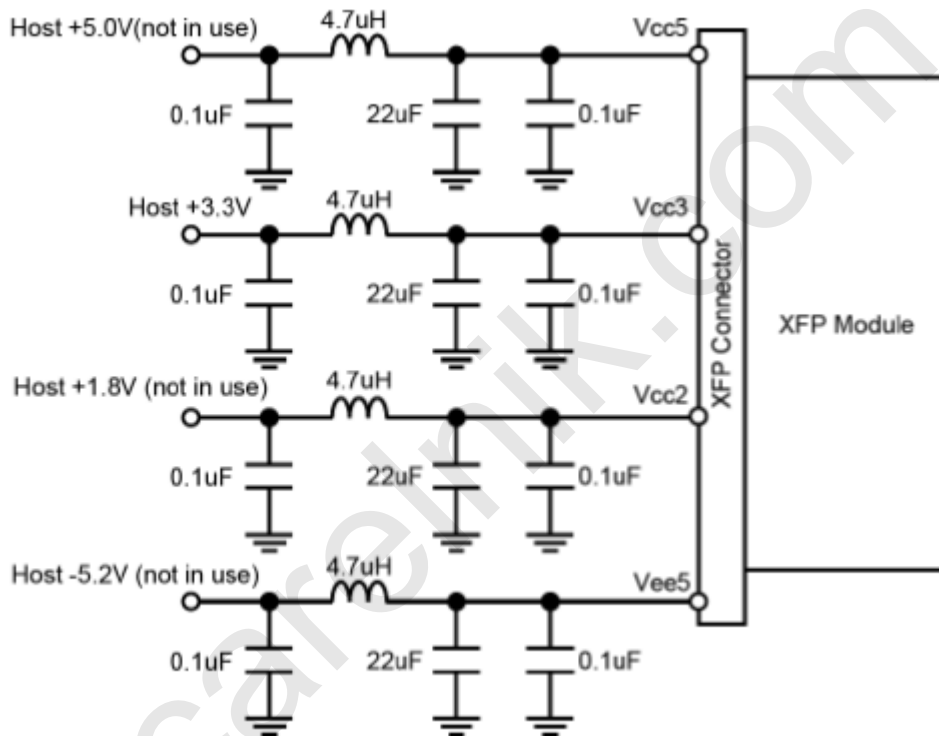 Host +5.0V(not in use) 4.7uH Vcc5
0.1uF 22uF 0.1uF
Host +3.3V 4.7uH Vcc3
0.1uF 22uF 0.1uF
XFP Connector
XFP Module
Host +1.8V (not in use) 4.7uH Vcc2
0.1uF 22uF 0.1uF
Host -5.2V (not in use) 4.7uH Vee5
0.1uF 22uF 0.1uF
carelnik.com